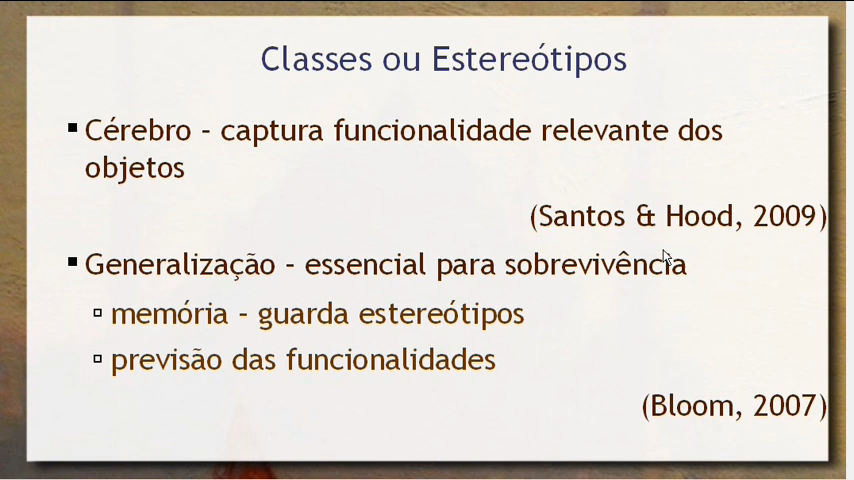 Classes ou Estereótipos
Cérebro – captura funcionalidade relevante dos
objetos
(Santos & Hood, 2009)
Generalização – essencial para sobrevivência
memória – guarda estereótipos
previsão das funcionalidades
(Bloom, 2007)